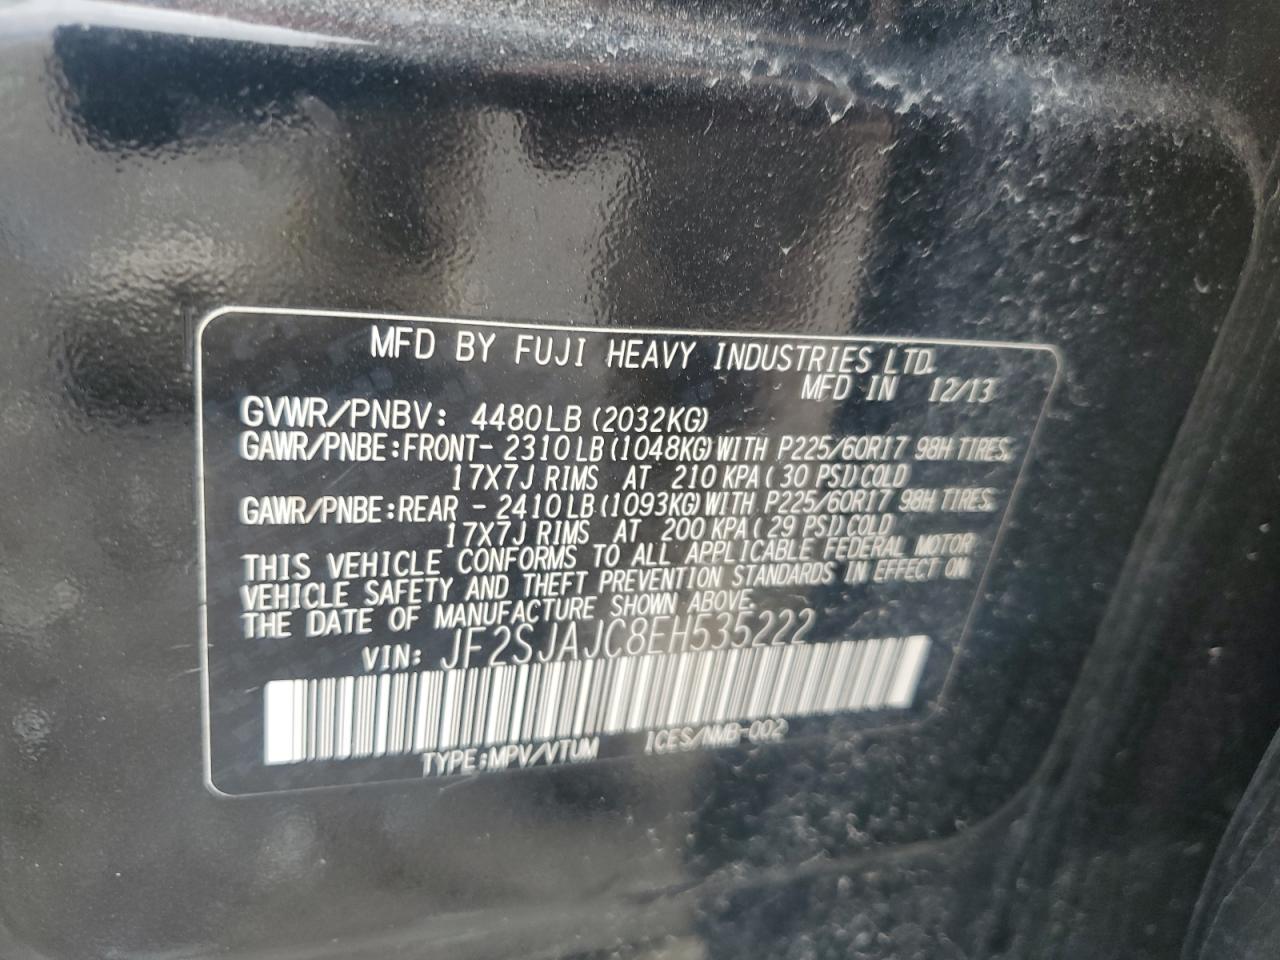 MFD BY FUJI HEAVY INDUSTRIES LTD.
MFD IN 12/13
GVWR/PNBV: 4480LB (2032KG)
GAWR/PNBE:FRONT- 2310LB (1048KG) WITH P225/60R17 98H TIRES,
17X7J RIMS AT 210 KPA ( 30 PSI) COLD
GAWR/PNBE:REAR - 2410LB (1093KG) WITH P225/60R17 98H TIRES
17X7J RIMS AT 200 KPA ( 29 PSI) COLD
THIS VEHICLE CONFORMS TO ALL APPLICABLE FEDERAL MOTOR
VEHICLE SAFETY AND THEFT PREVENTION STANDARDS IN EFFECT ON
THE DATE OF MANUFACTURE SHOWN ABOVE.
VIN: JF2SJAJC8EH535222
TYPE:MPV/VTUM ICES/NMB-002